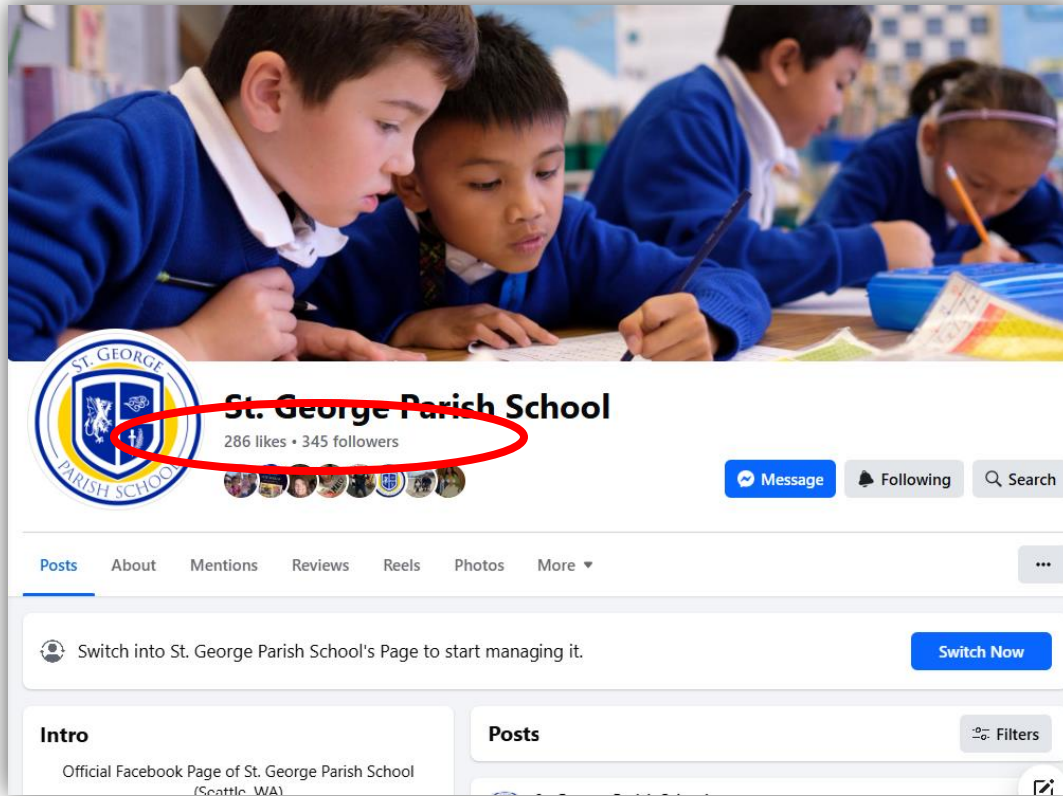 ST. GEORGE
PARISH SCHOOL
St. George Parish School
286 likes • 345 followers
Message
Following
Search
Posts
About
Mentions
Reviews
Reels
Photos
More
Switch into St. George Parish School's Page to start managing it.
Switch Now
Intro
Posts
Filters
Official Facebook Page of St. George Parish School
(Seattle, WA)